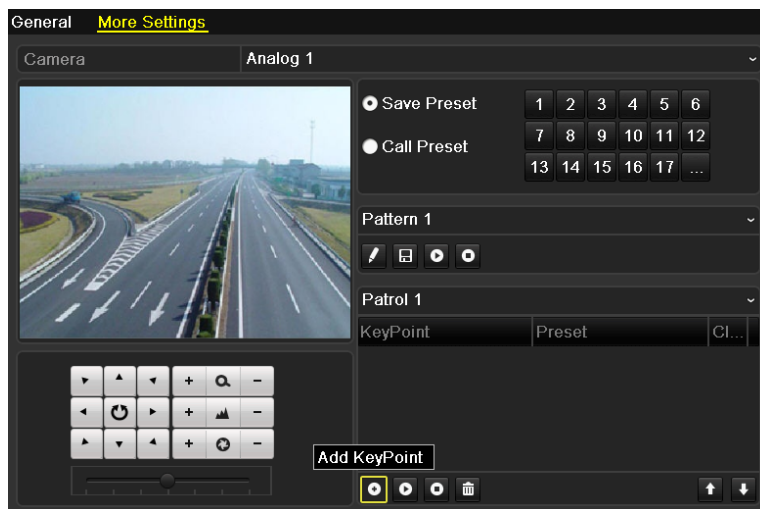 General More Settings
Camera Analog 1
Save Preset 1 2 3 4 5 6
Call Preset 7 8 9 10 11 12
13 14 15 16 17 ...
Pattern 1
Patrol 1
KeyPoint Preset Cl...
Add KeyPoint